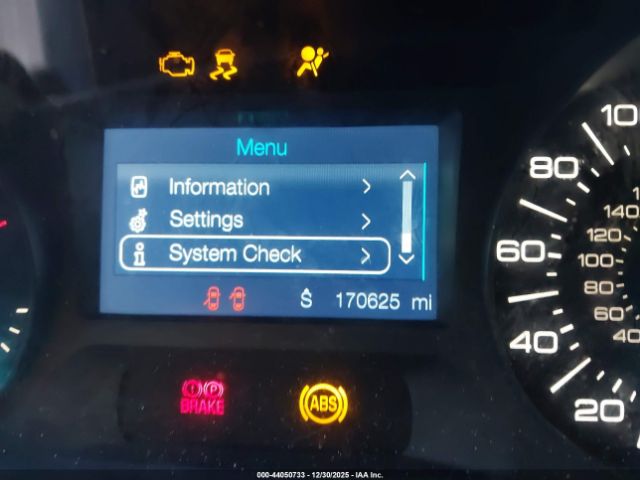 Menu
Information
Settings
System Check
S 170625 mi
(!) (P)
BRAKE
ABS
10
80
60
40
20
140
120
100
80
60
40
000-44050733 - 12/30/2025 - IAA Inc.